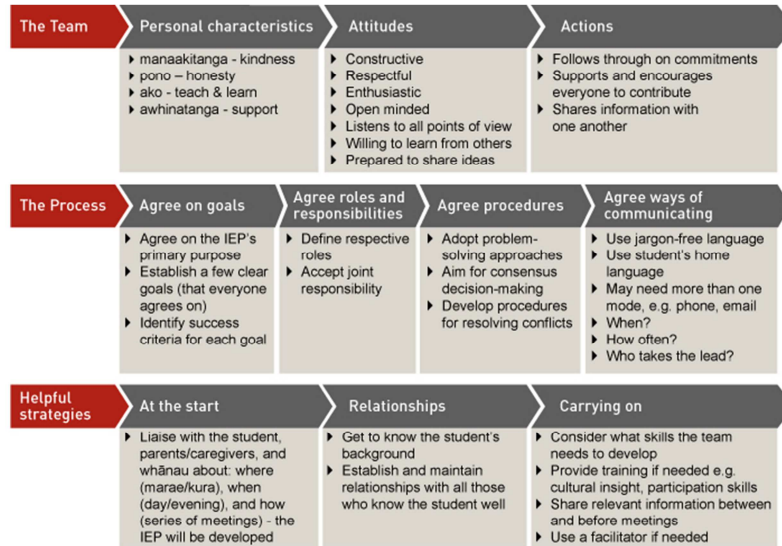 The Team
Personal characteristics
manaakitanga - kindness
pono – honesty
ako - teach & learn
awhinatanga - support
Attitudes
Constructive
Respectful
Enthusiastic
Open minded
Listens to all points of view
Willing to learn from others
Prepared to share ideas
Actions
Follows through on commitments
Supports and encourages
everyone to contribute
Shares information with
one another
The Process
Agree on goals
Agree on the IEP's
primary purpose
Establish a few clear
goals (that everyone
agrees on)
Identify success
criteria for each goal
Agree roles and
responsibilities
Define respective
roles
Accept joint
responsibility
Agree procedures
Adopt problem-
solving approaches
Aim for consensus
decision-making
Develop procedures
for resolving conflicts
Agree ways of
communicating
Use jargon-free language
Use student's home
language
May need more than one
mode, e.g. phone, email
When?
How often?
Who takes the lead?
Helpful
strategies
At the start
Liaise with the student,
parents/caregivers, and
whānau about: where
(marae/kura), when
(day/evening), and how
(series of meetings) - the
IEP will be developed
Relationships
Get to know the student's
background
Establish and maintain
relationships with all those
who know the student well
Carrying on
Consider what skills the team
needs to develop
Provide training if needed e.g.
cultural insight, participation skills
Share relevant information between
and before meetings
Use a facilitator if needed